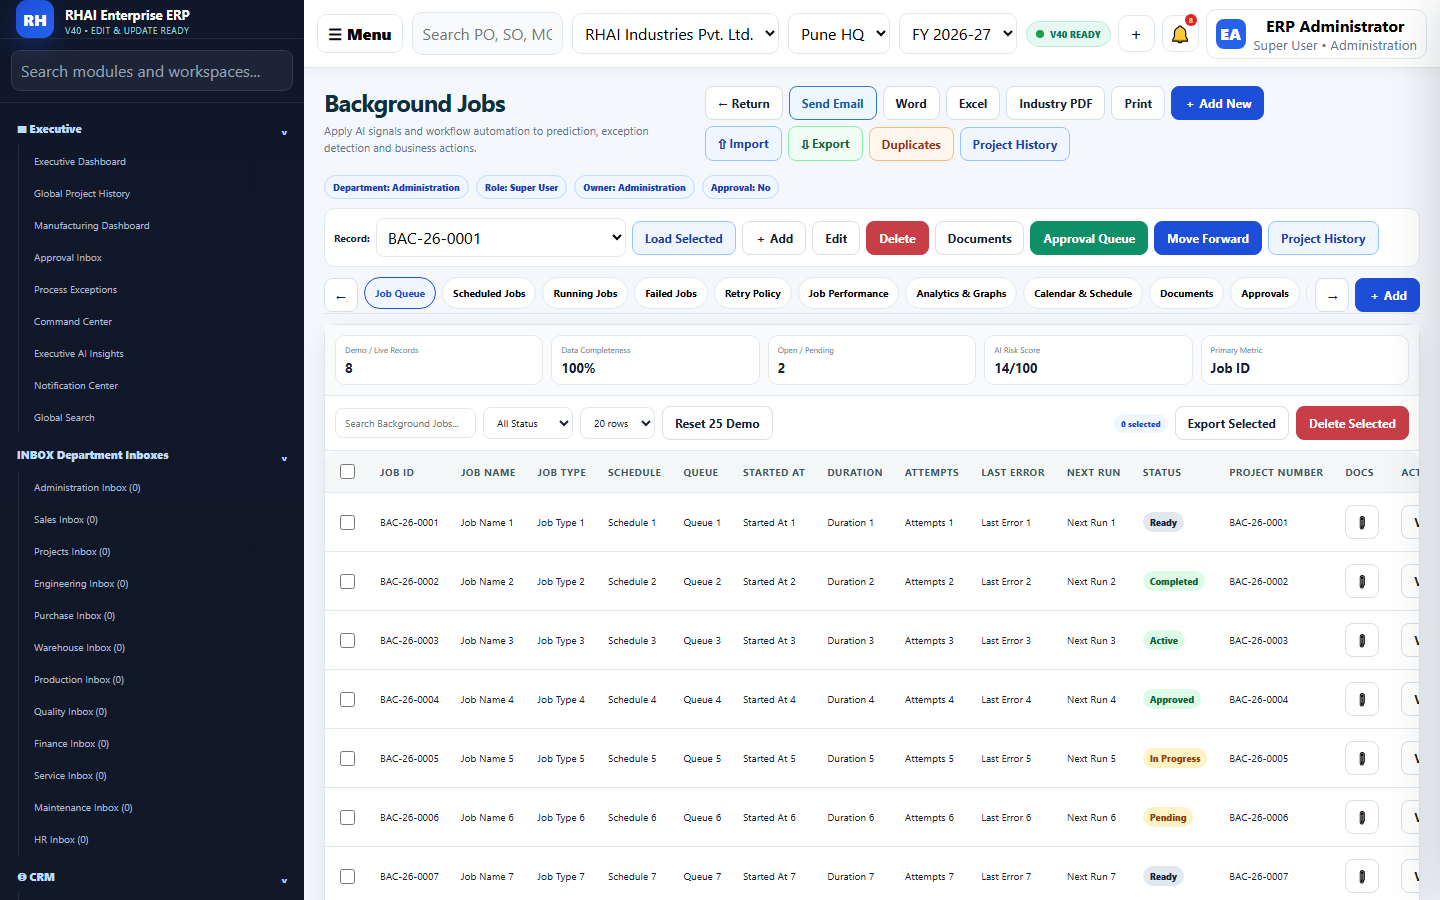 RH
RHAI Enterprise ERP
V40 • EDIT & UPDATE READY
Search modules and workspaces...
Executive
Executive Dashboard
Global Project History
Manufacturing Dashboard
Approval Inbox
Process Exceptions
Command Center
Executive AI Insights
Notification Center
Global Search
INBOX Department Inboxes
Administration Inbox (0)
Sales Inbox (0)
Projects Inbox (0)
Engineering Inbox (0)
Purchase Inbox (0)
Warehouse Inbox (0)
Production Inbox (0)
Quality Inbox (0)
Finance Inbox (0)
Service Inbox (0)
Maintenance Inbox (0)
HR Inbox (0)
CRM
☰ Menu
Search PO, SO, MO
RHAI Industries Pvt. Ltd.
Pune HQ
FY 2026-27
V40 READY
+
8
EA
ERP Administrator
Super User • Administration
Background Jobs
Apply AI signals and workflow automation to prediction, exception
detection and business actions.
← Return
Send Email
Word
Excel
Industry PDF
Print
+ Add New
⇧ Import
⇩ Export
Duplicates
Project History
Department: Administration
Role: Super User
Owner: Administration
Approval: No
Record:
BAC-26-0001
Load Selected
+ Add
Edit
Delete
Documents
Approval Queue
Move Forward
Project History
←
Job Queue
Scheduled Jobs
Running Jobs
Failed Jobs
Retry Policy
Job Performance
Analytics & Graphs
Calendar & Schedule
Documents
Approvals
→
+ Add
Demo / Live Records
8
Data Completeness
100%
Open / Pending
2
AI Risk Score
14/100
Primary Metric
Job ID
Search Background Jobs...
All Status
20 rows
Reset 25 Demo
0 selected
Export Selected
Delete Selected
JOB ID JOB NAME JOB TYPE SCHEDULE QUEUE STARTED AT DURATION ATTEMPTS LAST ERROR NEXT RUN STATUS PROJECT NUMBER DOCS ACT
BAC-26-0001 Job Name 1 Job Type 1 Schedule 1 Queue 1 Started At 1 Duration 1 Attempts 1 Last Error 1 Next Run 1 Ready BAC-26-0001
BAC-26-0002 Job Name 2 Job Type 2 Schedule 2 Queue 2 Started At 2 Duration 2 Attempts 2 Last Error 2 Next Run 2 Completed BAC-26-0002
BAC-26-0003 Job Name 3 Job Type 3 Schedule 3 Queue 3 Started At 3 Duration 3 Attempts 3 Last Error 3 Next Run 3 Active BAC-26-0003
BAC-26-0004 Job Name 4 Job Type 4 Schedule 4 Queue 4 Started At 4 Duration 4 Attempts 4 Last Error 4 Next Run 4 Approved BAC-26-0004
BAC-26-0005 Job Name 5 Job Type 5 Schedule 5 Queue 5 Started At 5 Duration 5 Attempts 5 Last Error 5 Next Run 5 In Progress BAC-26-0005
BAC-26-0006 Job Name 6 Job Type 6 Schedule 6 Queue 6 Started At 6 Duration 6 Attempts 6 Last Error 6 Next Run 6 Pending BAC-26-0006
BAC-26-0007 Job Name 7 Job Type 7 Schedule 7 Queue 7 Started At 7 Duration 7 Attempts 7 Last Error 7 Next Run 7 Ready BAC-26-0007